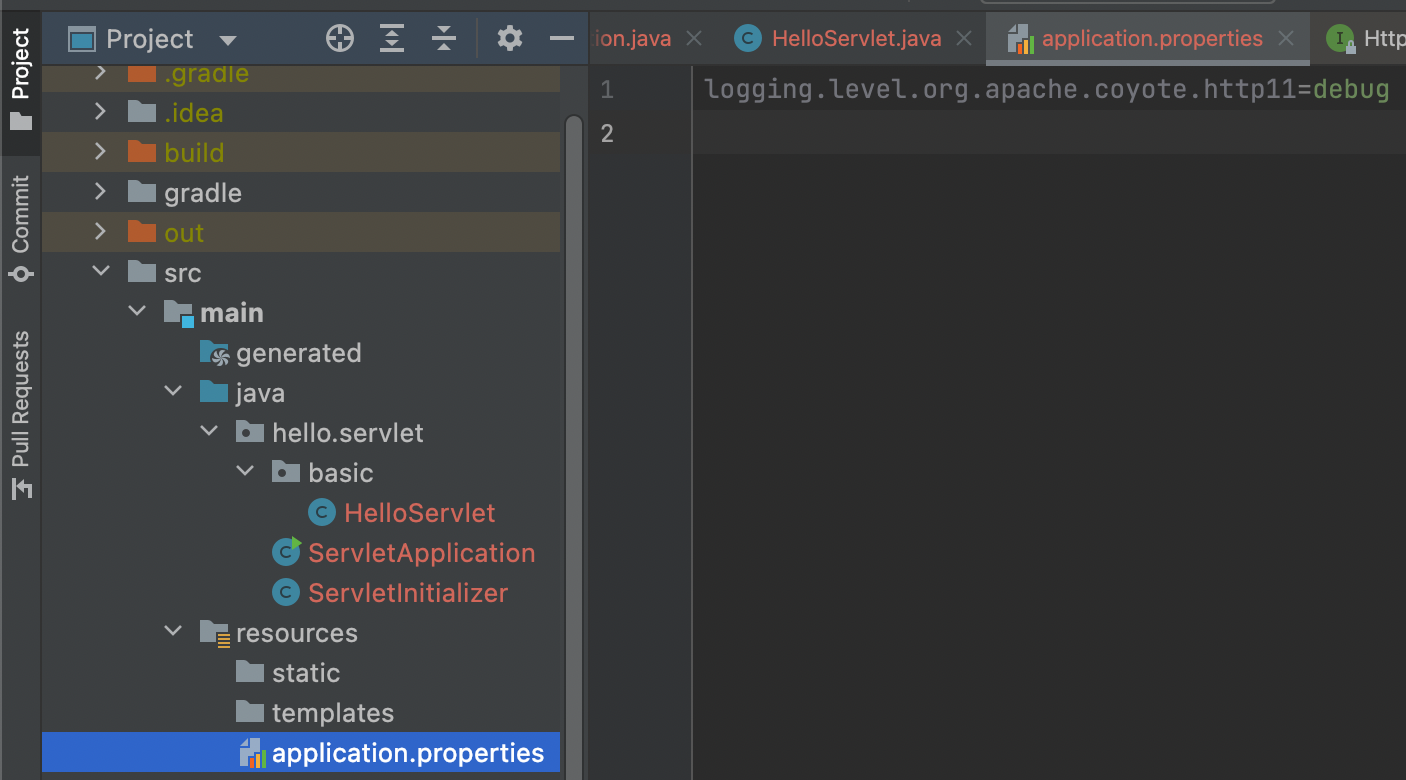 Project
Commit
Pull Requests
Project
.gradle
.idea
build
gradle
out
src
main
generated
java
hello.servlet
basic
C HelloServlet
C ServletApplication
C ServletInitializer
resources
static
templates
application.properties
ion.java C HelloServlet.java application.properties I Http
1 logging.level.org.apache.coyote.http11=debug
2